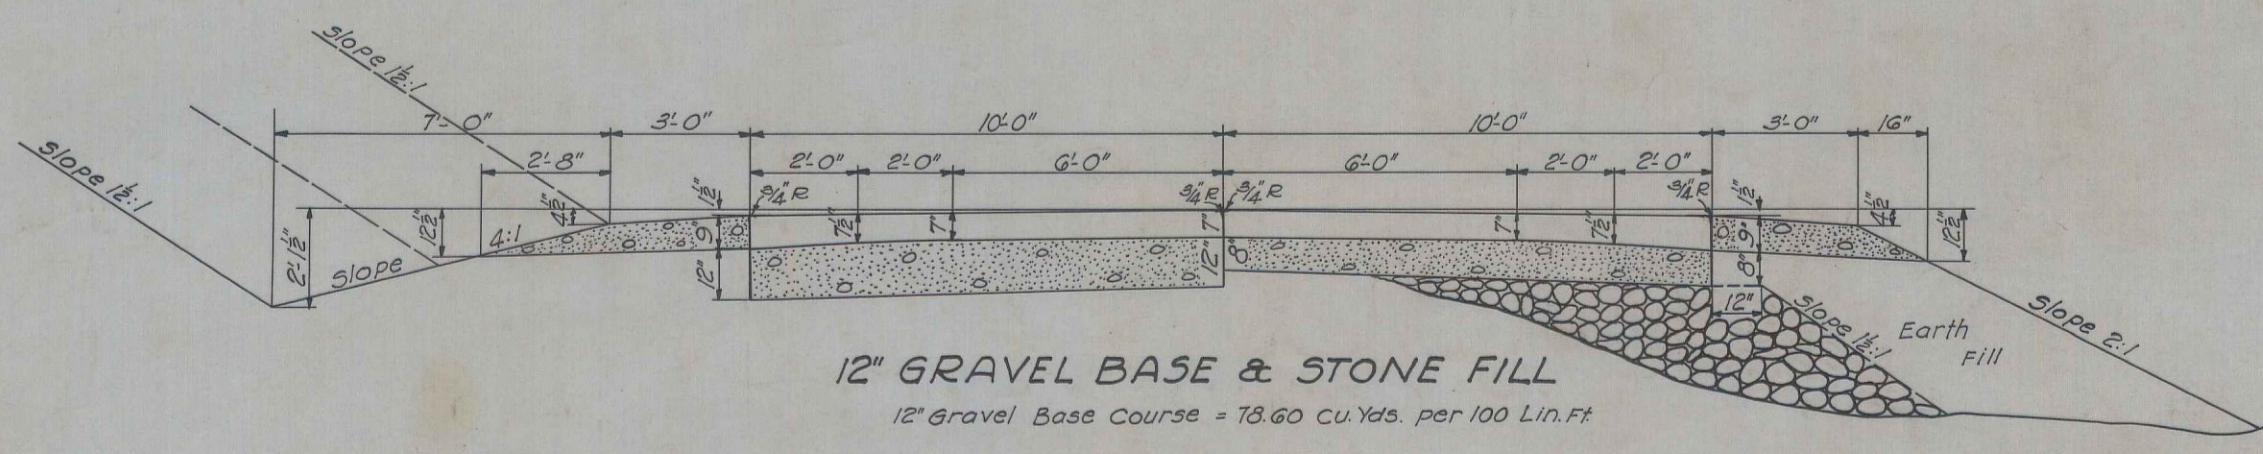 Slope 1½:1
Slope 1½:1
7'-0" 3'-0" 10'-0" 10'-0" 3'-0" 16"
2'-8" 2'-0" 2'-0" 6'-0" 6'-0" 2'-0" 2'-0"
1½" ¾"R ¾"R ¾"R ¾"R 1½"
2'-1½" 12½" 4½" 9" 7½" 7" 7" 7" 7½" 9" 4½" 12½"
Slope 4:1
12" 12" 8" 8"
12"
Slope 1½:1
Earth
Fill
Slope 2:1
12" GRAVEL BASE & STONE FILL
12" Gravel Base Course = 78.60 Cu.Yds. per 100 Lin.Ft.